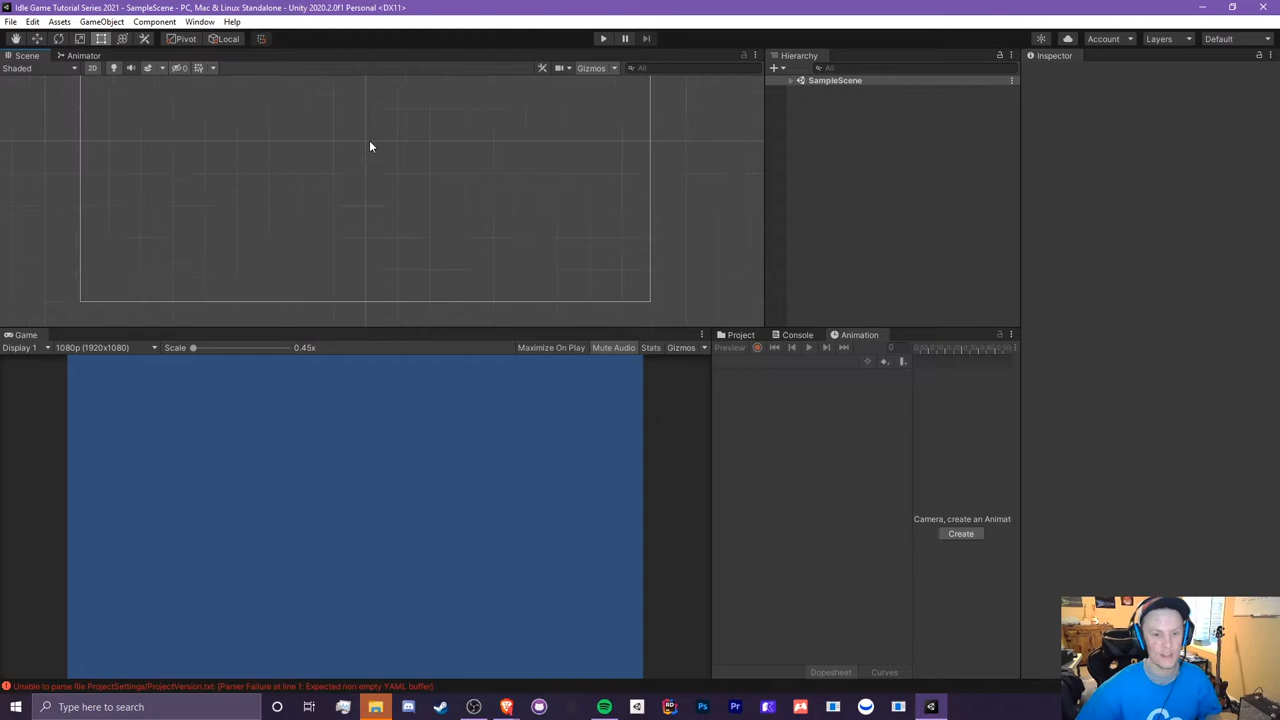 Idle Game Tutorial Series 2021 - SampleScene - PC, Mac & Linux Standalone - Unity 2020.2.0f1 Personal <DX11>
File Edit Assets GameObject Component Window Help
Pivot Local Account Layers Default
Scene Animator Hierarchy Inspector
Shaded 2D 0 Gizmos All All
SampleScene
Game Project Console Animation
Display 1 1080p (1920x1080) Scale 0.45x Maximize On Play Mute Audio Stats Gizmos Preview 0
Camera, create an Animat
Create
Dopesheet Curves
Unable to parse file ProjectSettings/ProjectVersion.txt: [Parser Failure at line 1: Expected non empty YAML buffer]
Type here to search